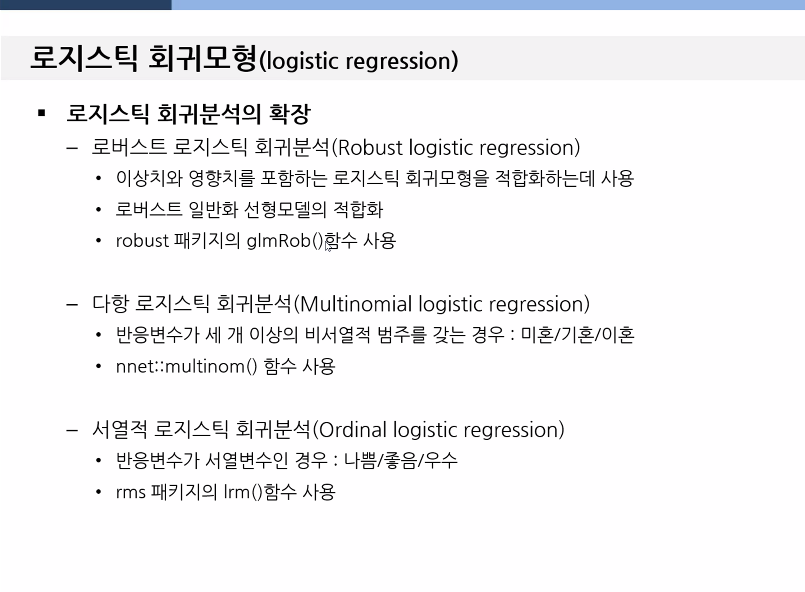 로지스틱 회귀모형(logistic regression)
▪ 로지스틱 회귀분석의 확장
– 로버스트 로지스틱 회귀분석(Robust logistic regression)
• 이상치와 영향치를 포함하는 로지스틱 회귀모형을 적합화하는데 사용
• 로버스트 일반화 선형모델의 적합화
• robust 패키지의 glmRob()함수 사용
– 다항 로지스틱 회귀분석(Multinomial logistic regression)
• 반응변수가 세 개 이상의 비서열적 범주를 갖는 경우 : 미혼/기혼/이혼
• nnet::multinom() 함수 사용
– 서열적 로지스틱 회귀분석(Ordinal logistic regression)
• 반응변수가 서열변수인 경우 : 나쁨/좋음/우수
• rms 패키지의 lrm()함수 사용